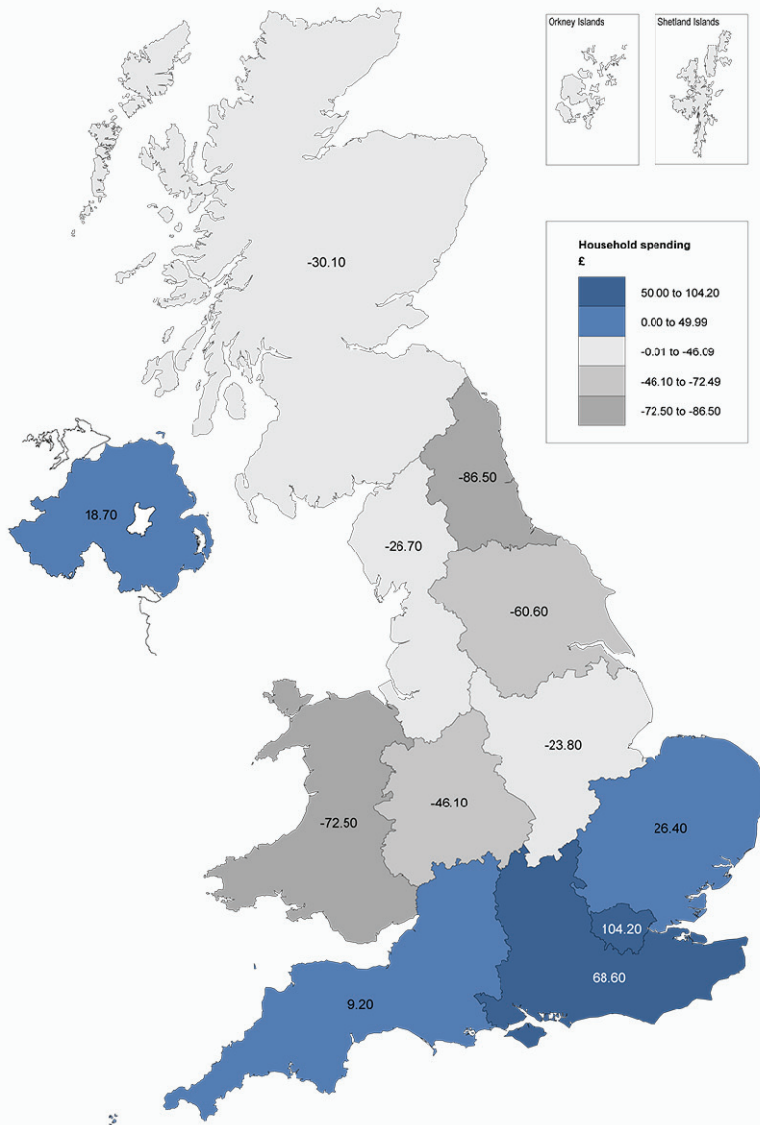 Orkney Islands
Shetland Islands
-30.10
Household spending
£
50.00 to 104.20
0.00 to 49.99
-0.01 to -46.09
-46.10 to -72.49
-72.50 to -86.50
-86.50
18.70
-26.70
-60.60
-23.80
-46.10
-72.50
26.40
104.20
68.60
9.20